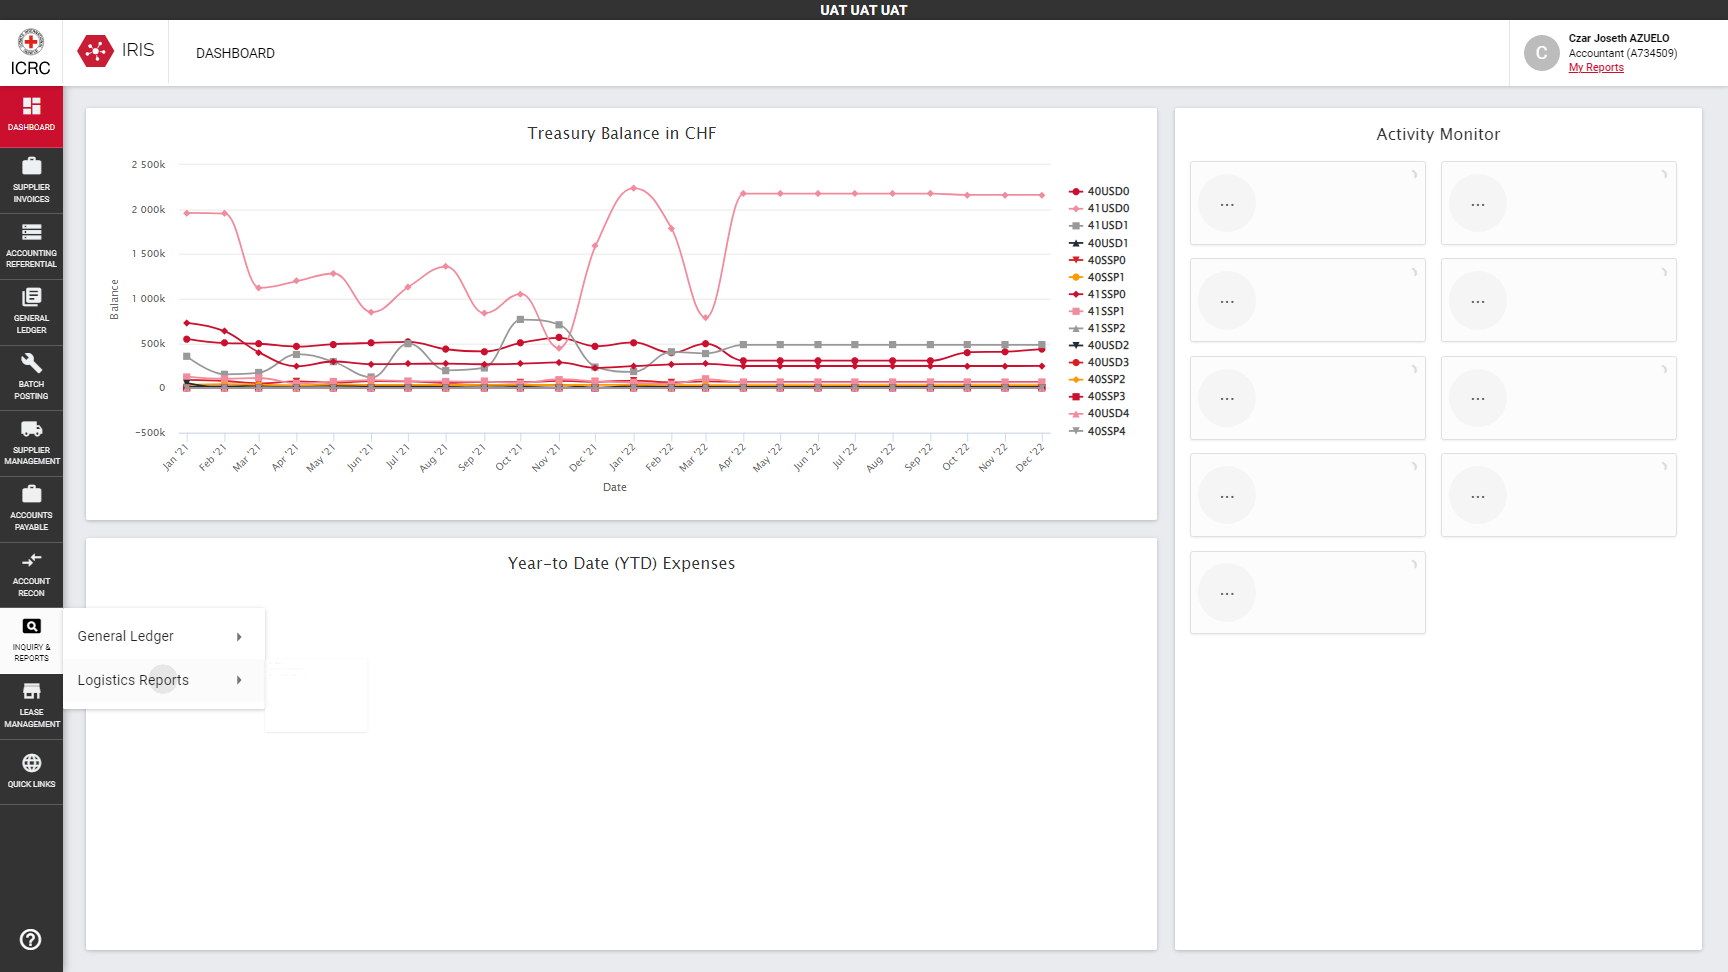 UAT UAT UAT
ICRC
IRIS
DASHBOARD
C
Czar Joseth AZUELO
Accountant (A734509)
My Reports
DASHBOARD
SUPPLIER
INVOICES
ACCOUNTING
REFERENTIAL
GENERAL
LEDGER
BATCH
POSTING
SUPPLIER
MANAGEMENT
ACCOUNTS
PAYABLE
ACCOUNT
RECON
INQUIRY &
REPORTS
LEASE
MANAGEMENT
QUICK LINKS
General Ledger
Logistics Reports
Treasury Balance in CHF
Balance
2 500k
2 000k
1 500k
1 000k
500k
0
-500k
Jan '21
Feb '21
Mar '21
Apr '21
May '21
Jun '21
Jul '21
Aug '21
Sep '21
Oct '21
Nov '21
Dec '21
Jan '22
Feb '22
Mar '22
Apr '22
May '22
Jun '22
Jul '22
Aug '22
Sep '22
Oct '22
Nov '22
Dec '22
Date
40USD0
41USD0
41USD1
40USD1
40SSP0
40SSP1
41SSP0
41SSP1
41SSP2
40USD2
40USD3
40SSP2
40SSP3
40USD4
40SSP4
Year-to Date (YTD) Expenses
Activity Monitor
...
...
...
...
...
...
...
...
...